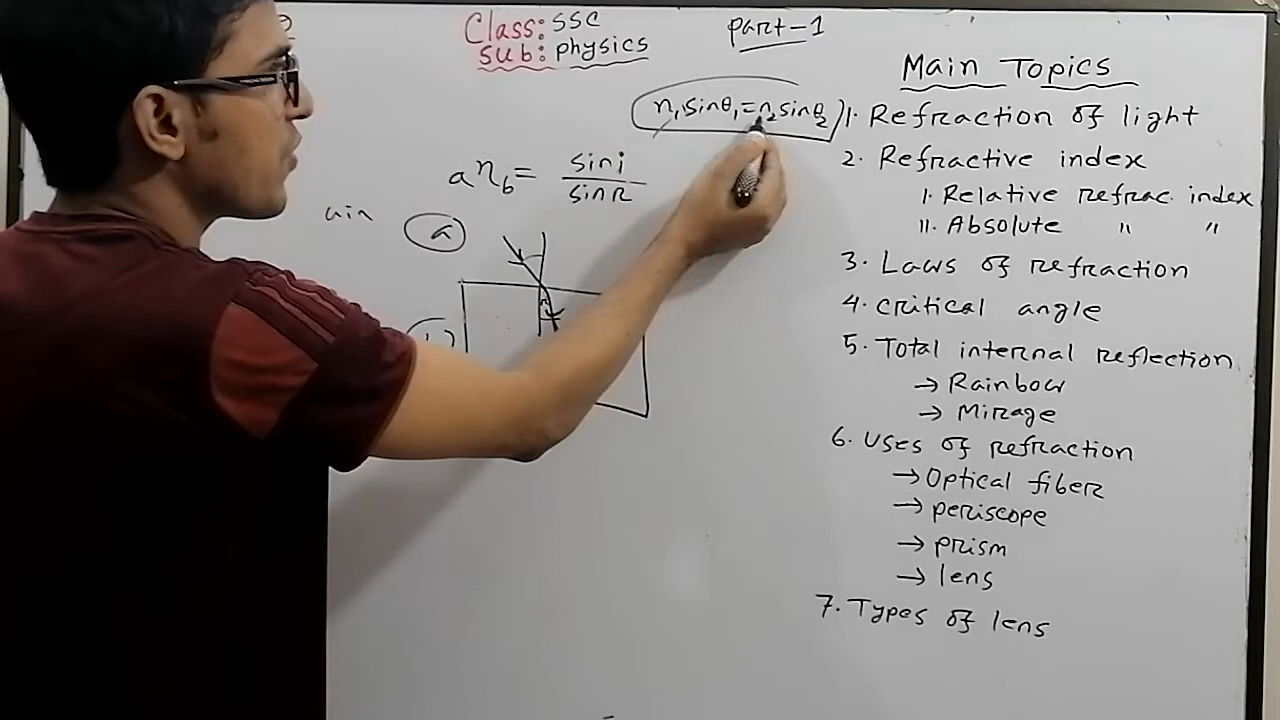 Class: SSC
Sub: physics
part-1
n₁sinθ₁=n₂sinθ₂
anb= sini/sinr
air
a
Main Topics
1. Refraction of light
2. Refractive index
i. Relative refrac. index
ii. Absolute " "
3. Laws of refraction
4. critical angle
5. Total internal reflection
→ Rainbow
→ Mirage
6. Uses of refraction
→ Optical fiber
→ periscope
→ prism
→ lens
7. Types of lens